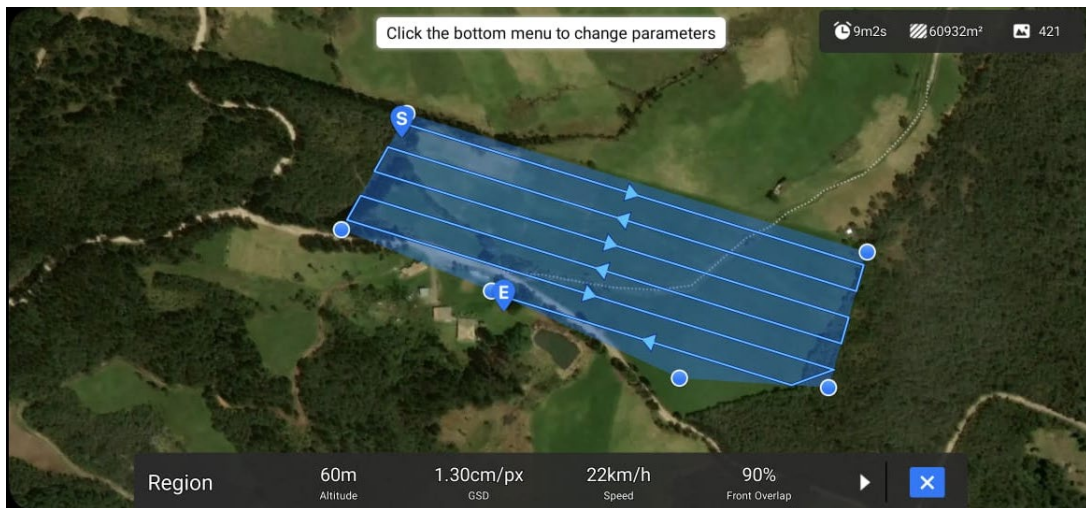 Click the bottom menu to change parameters
9m2s 60932m² 421
S
E
Region
60m 1.30cm/px 22km/h 90%
Altitude GSD Speed Front Overlap